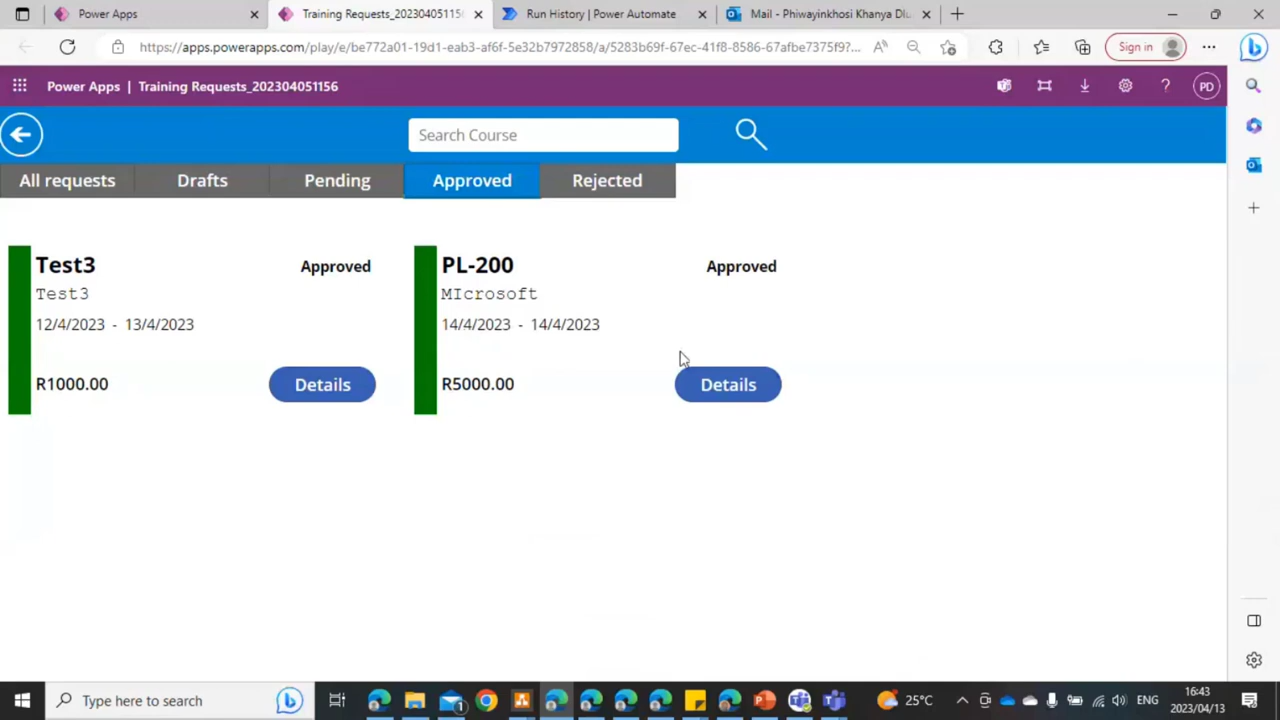 Power Apps
Training Requests_202304051156
Run History | Power Automate
Mail - Phiwayinkhosi Khanya Dlu
https://apps.powerapps.com/play/e/be772a01-19d1-eab3-af6f-5e32b7972858/a/5283b69f-67ec-41f8-8586-67afbe7375f9?...
Sign in
Power Apps | Training Requests_202304051156
PD
Search Course
All requests
Drafts
Pending
Approved
Rejected
Test3
Approved
Test3
12/4/2023 - 13/4/2023
R1000.00
Details
PL-200
Approved
MIcrosoft
14/4/2023 - 14/4/2023
R5000.00
Details
Type here to search
1
25°C
ENG
16:43
2023/04/13